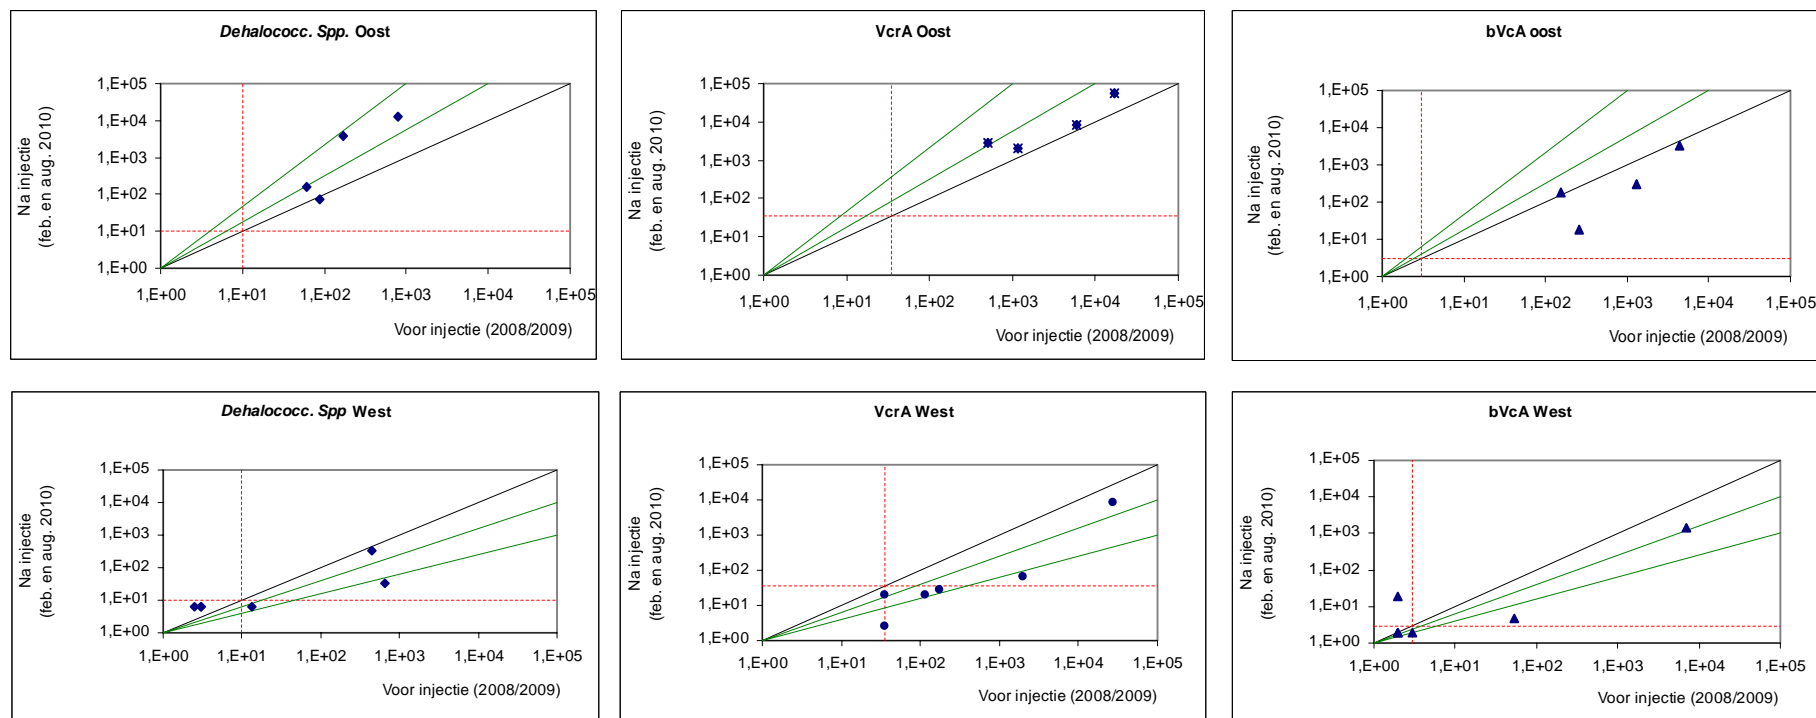 Dehalococc. Spp. Oost
1,E+05
1,E+04
1,E+03
1,E+02
1,E+01
1,E+00
1,E+00 1,E+01 1,E+02 1,E+03 1,E+04 1,E+05
Voor injectie (2008/2009)
Na injectie
(feb. en aug. 2010)
VcrA Oost
1,E+05
1,E+04
1,E+03
1,E+02
1,E+01
1,E+00
1,E+00 1,E+01 1,E+02 1,E+03 1,E+04 1,E+05
Voor injectie (2008/2009)
Na injectie
(feb. en aug. 2010)
bVcA oost
1,E+05
1,E+04
1,E+03
1,E+02
1,E+01
1,E+00
1,E+00 1,E+01 1,E+02 1,E+03 1,E+04 1,E+05
Voor injectie (2008/2009)
Na injectie
(feb. en aug. 2010)
Dehalococc. Spp West
1,E+05
1,E+04
1,E+03
1,E+02
1,E+01
1,E+00
1,E+00 1,E+01 1,E+02 1,E+03 1,E+04 1,E+05
Voor injectie (2008/2009)
Na injectie
(feb. en aug. 2010)
VcrA West
1,E+05
1,E+04
1,E+03
1,E+02
1,E+01
1,E+00
1,E+00 1,E+01 1,E+02 1,E+03 1,E+04 1,E+05
Voor injectie (2008/2009)
Na injectie
(feb. en aug. 2010)
bVcA West
1,E+05
1,E+04
1,E+03
1,E+02
1,E+01
1,E+00
1,E+00 1,E+01 1,E+02 1,E+03 1,E+04 1,E+05
Voor injectie (2008/2009)
Na injectie
(feb. en aug. 2010)